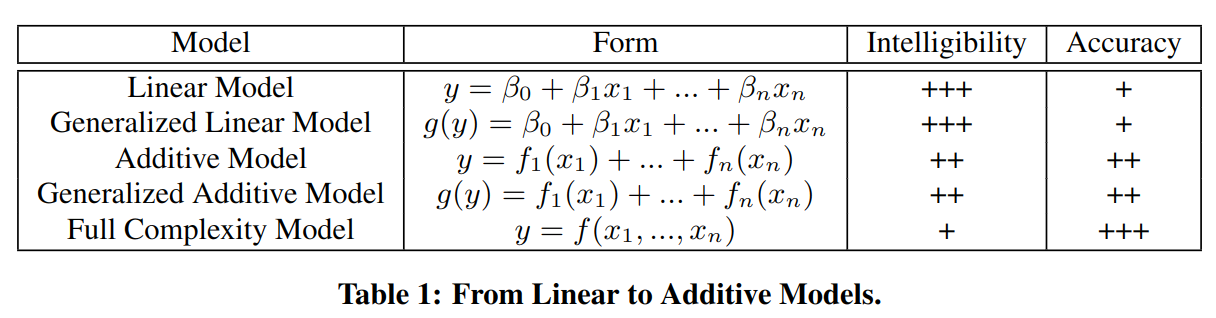 Model Form Intelligibility Accuracy
Linear Model y = β₀ + β₁x₁ + ... + βₙxₙ +++ +
Generalized Linear Model g(y) = β₀ + β₁x₁ + ... + βₙxₙ +++ +
Additive Model y = f₁(x₁) + ... + fₙ(xₙ) ++ ++
Generalized Additive Model g(y) = f₁(x₁) + ... + fₙ(xₙ) ++ ++
Full Complexity Model y = f(x₁, ..., xₙ) + +++
Table 1: From Linear to Additive Models.